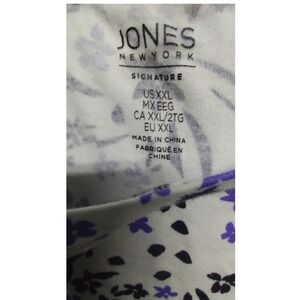 JONES
NEW YORK
SIGNATURE
US XXL
MX EEG
CA XXL/2TG
EU XXL
MADE IN CHINA
FABRIQUÉ EN
CHINE